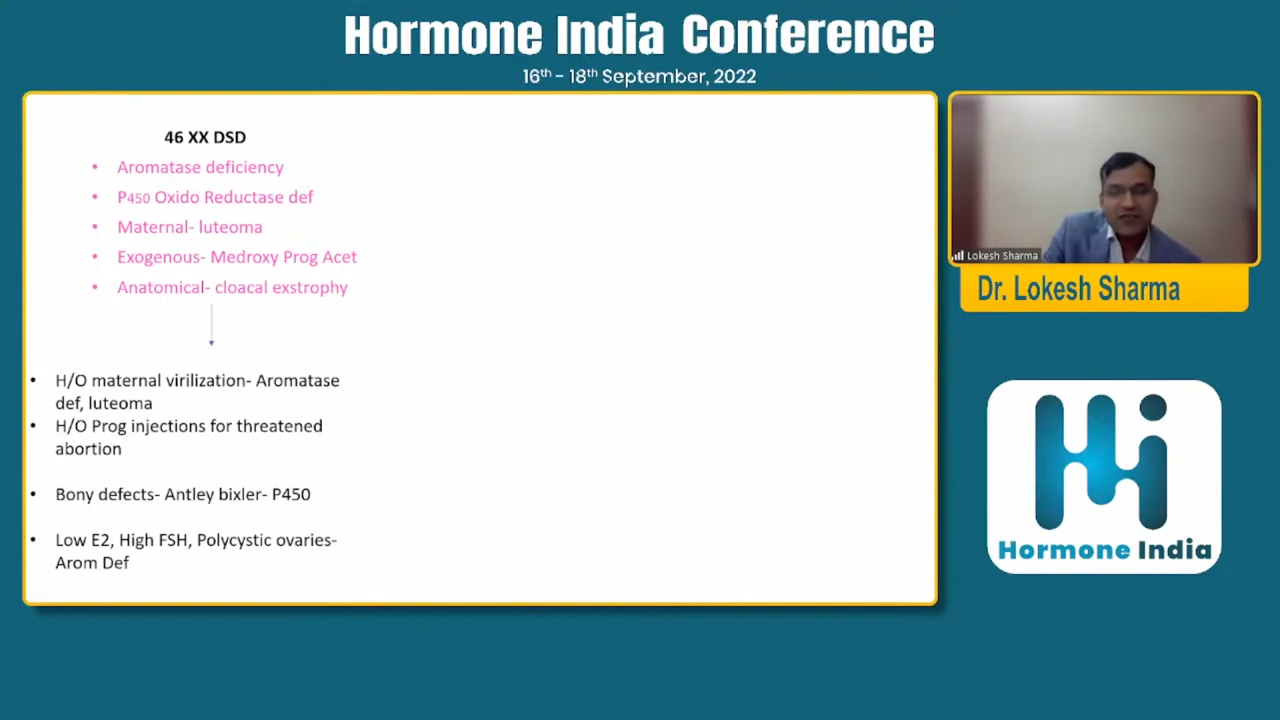 Hormone India Conference
16th - 18th September, 2022
46 XX DSD
• Aromatase deficiency
• P450 Oxido Reductase def
• Maternal- luteoma
• Exogenous- Medroxy Prog Acet
• Anatomical- cloacal exstrophy
• H/O maternal virilization- Aromatase
def, luteoma
• H/O Prog injections for threatened
abortion
• Bony defects- Antley bixler- P450
• Low E2, High FSH, Polycystic ovaries-
Arom Def
Lokesh Sharma
Dr. Lokesh Sharma
Hi
Hormone India